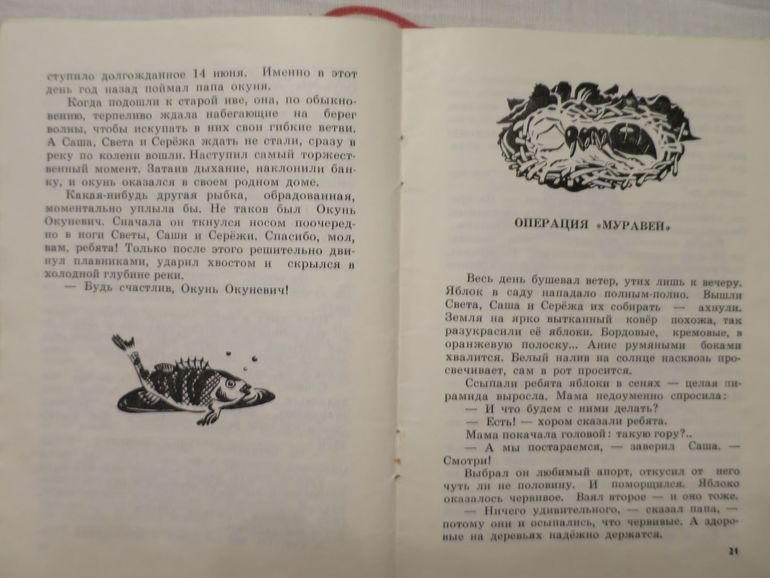 ступило долгожданное 14 июня. Именно в этот
день год назад поймал папа окуня.
Когда подошли к старой иве, она, по обыкно-
вению, терпеливо ждала набегающие на берег
волны, чтобы искупать в них свои гибкие ветви.
А Саша, Света и Серёжа ждать не стали, сразу в
реку по колени вошли. Наступил самый торжест-
венный момент. Затаив дыхание, наклонили бан-
ку, и окунь оказался в своем родном доме.
Какая-нибудь другая рыбка, обрадованная,
моментально уплыла бы. Не таков был Окунь
Окуневич. Сначала он ткнулся носом поочеред-
но в ноги Светы, Саши и Серёжи. Спасибо, мол,
вам, ребята! Только после этого решительно дви-
нул плавниками, ударил хвостом и скрылся в
холодной глубине реки.
— Будь счастлив, Окунь Окуневич!
ОПЕРАЦИЯ «МУРАВЕЙ»
Весь день бушевал ветер, утих лишь к вечеру.
Яблок в саду нападало полным-полно. Вышли
Света, Саша и Серёжа их собирать — ахнули.
Земля на ярко вытканный ковёр похожа, так
разукрасили её яблоки. Бордовые, кремовые, в
оранжевую полоску... Анис румяными боками
хвалится. Белый налив на солнце насквозь про-
свечивает, сам в рот просится.
Ссыпали ребята яблоки в сенях — целая пи-
рамида выросла. Мама недоуменно спросила:
— И что будем с ними делать?
— Есть! — хором сказали ребята.
Мама покачала головой: такую гору?..
— А мы постараемся, — заверил Саша. —
Смотри!
Выбрал он любимый апорт, откусил от него
чуть ли не половину. И поморщился. Яблоко
оказалось червивое. Взял второе — и оно тоже.
— Ничего удивительного, — сказал папа, —
потому они и осыпались, что червивые. А здоро-
вые на деревьях надёжно держатся.
21